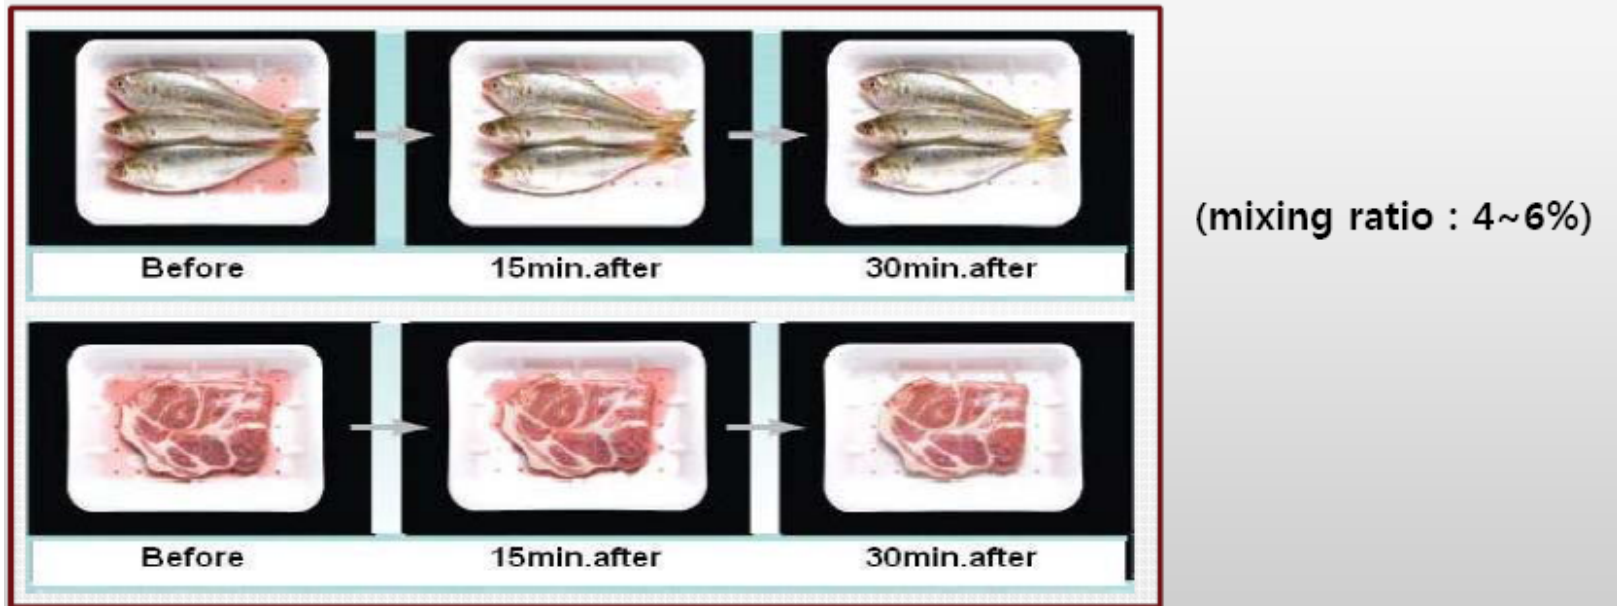 Before
15min.after
30min.after
(mixing ratio : 4~6%)
Before
15min.after
30min.after